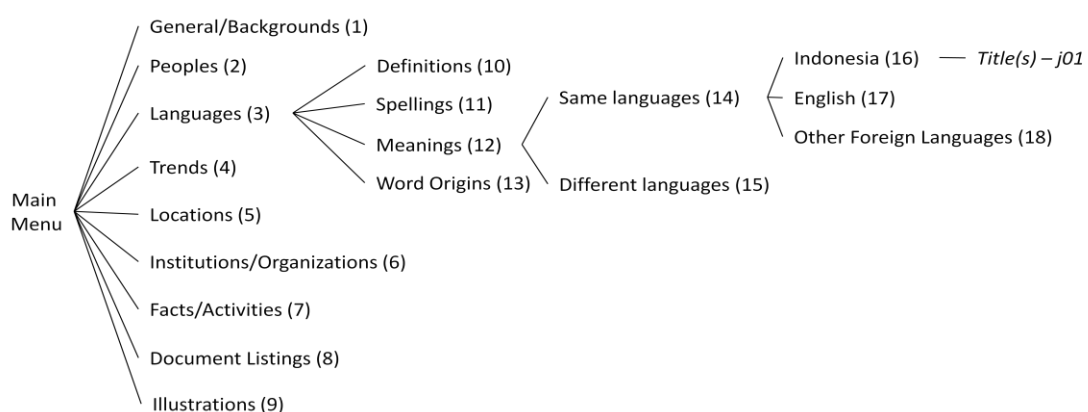 Main
Menu
General/Backgrounds (1)
Peoples (2)
Languages (3)
Trends (4)
Locations (5)
Institutions/Organizations (6)
Facts/Activities (7)
Document Listings (8)
Illustrations (9)
Definitions (10)
Spellings (11)
Meanings (12)
Word Origins (13)
Same languages (14)
Different languages (15)
Indonesia (16)
English (17)
Other Foreign Languages (18)
Title(s) – j01